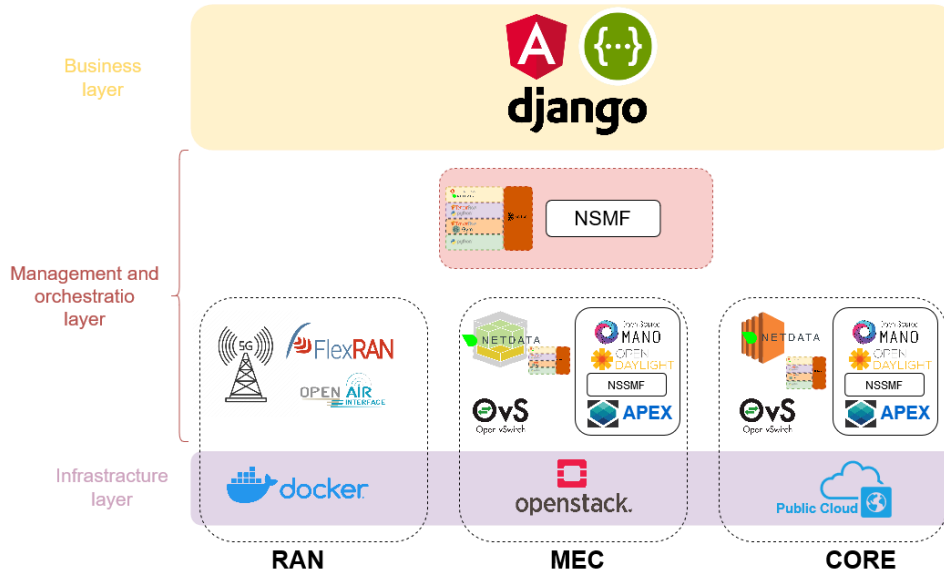 A
{...}
Business
layer
django
NSMF
Management and
orchestratio
layer
5G
FlexRAN
OPEN AIR
INTERFACE
NETDATA
Open Source
MANO
OPEN
DAYLIGHT
NSSMF
APEX
OvS
Open vSwitch
NETDATA
Open Source
MANO
OPEN
DAYLIGHT
NSSMF
APEX
OvS
Open vSwitch
Infrastracture
layer
docker
openstack.
Public Cloud
RAN
MEC
CORE